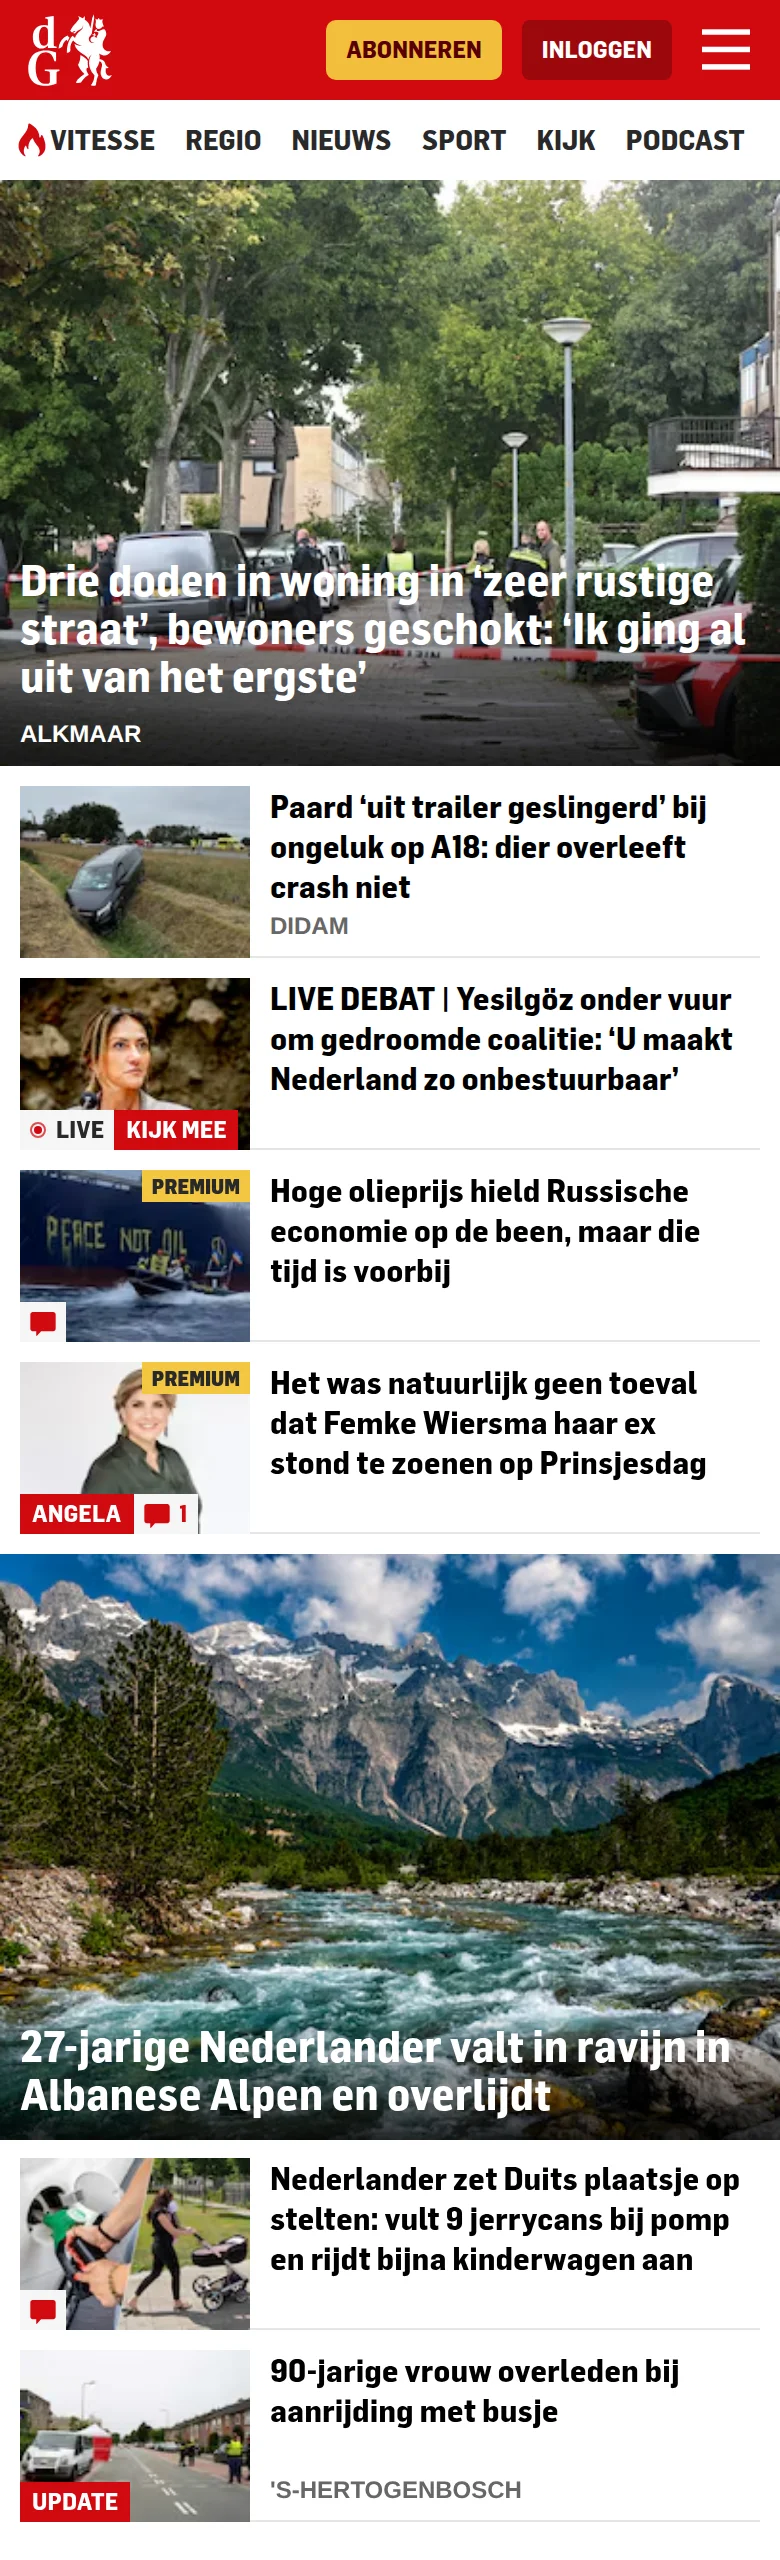 dG
ABONNEREN
INLOGGEN
VITESSE
REGIO
NIEUWS
SPORT
KIJK
PODCAST
Drie doden in woning in ‘zeer rustige
straat’, bewoners geschokt: ‘Ik ging al
uit van het ergste’
ALKMAAR
Paard ‘uit trailer geslingerd’ bij
ongeluk op A18: dier overleeft
crash niet
DIDAM
LIVE DEBAT | Yesilgöz onder vuur
om gedroomde coalitie: ‘U maakt
Nederland zo onbestuurbaar’
LIVE
KIJK MEE
PREMIUM
PEACE NOT OIL
Hoge olieprijs hield Russische
economie op de been, maar die
tijd is voorbij
PREMIUM
Het was natuurlijk geen toeval
dat Femke Wiersma haar ex
stond te zoenen op Prinsjesdag
ANGELA
1
27-jarige Nederlander valt in ravijn in
Albanese Alpen en overlijdt
Nederlander zet Duits plaatsje op
stelten: vult 9 jerrycans bij pomp
en rijdt bijna kinderwagen aan
90-jarige vrouw overleden bij
aanrijding met busje
UPDATE
'S-HERTOGENBOSCH